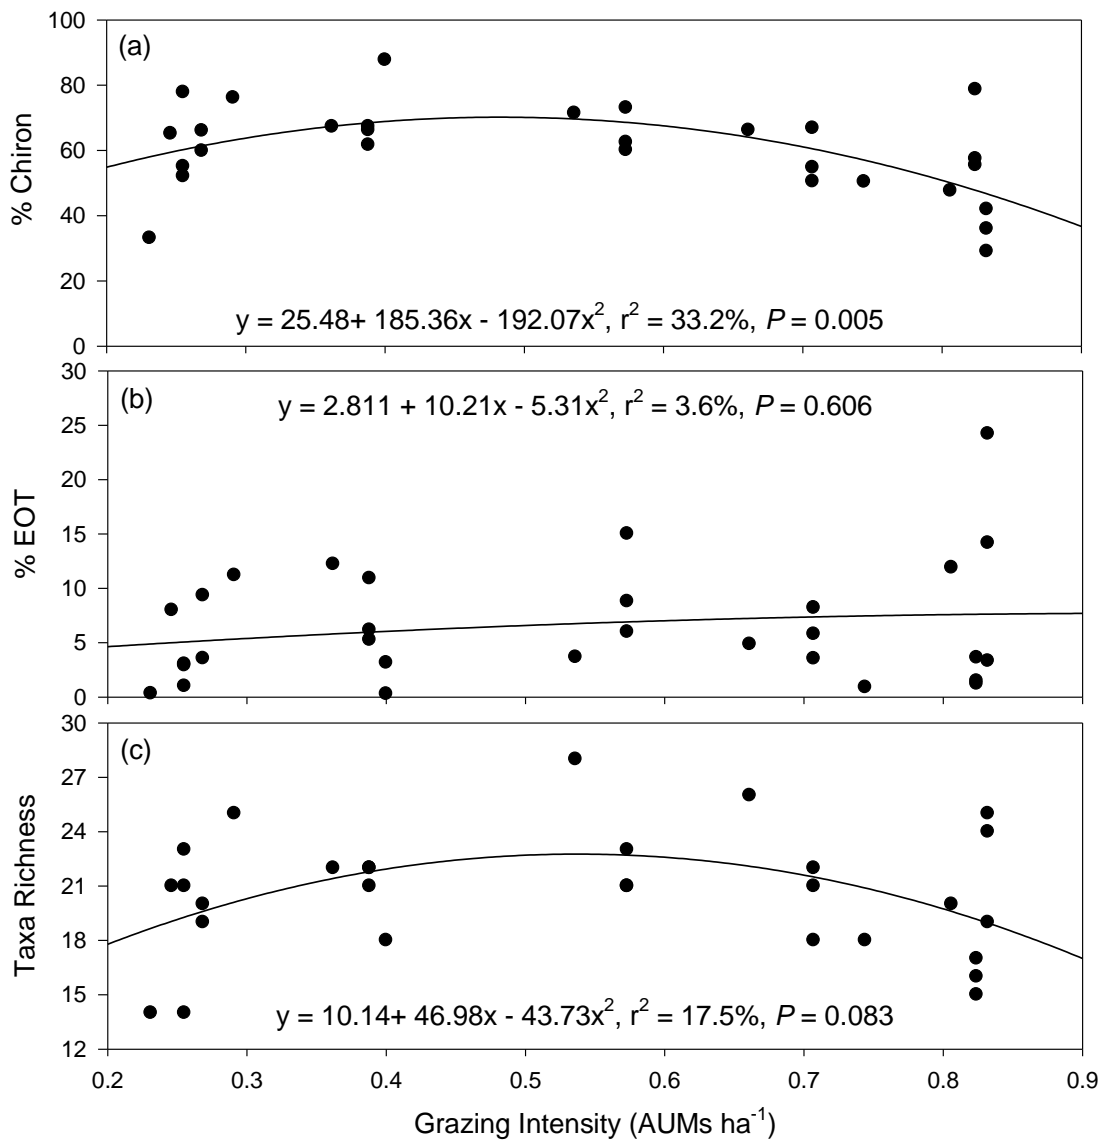 (a)
100
80
60
40
20
0
% Chiron
y = 25.48+ 185.36x - 192.07x², r² = 33.2%, P = 0.005
(b)
30
25
20
15
10
5
0
% EOT
y = 2.811 + 10.21x - 5.31x², r² = 3.6%, P = 0.606
(c)
30
27
24
21
18
15
12
Taxa Richness
y = 10.14+ 46.98x - 43.73x², r² = 17.5%, P = 0.083
0.2 0.3 0.4 0.5 0.6 0.7 0.8 0.9
Grazing Intensity (AUMs ha⁻¹)